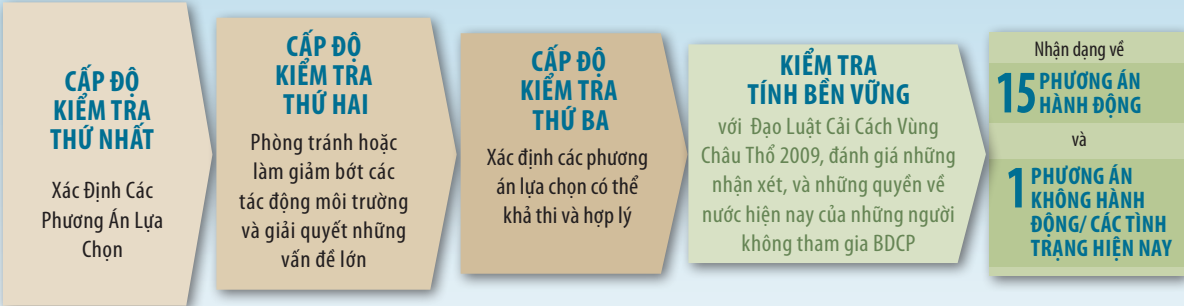 CẤP ĐỘ
KIỂM TRA
THỨ NHẤT
Xác Định Các
Phương Án Lựa
Chọn
CẤP ĐỘ
KIỂM TRA
THỨ HAI
Phòng tránh hoặc
làm giảm bớt các
tác động môi trường
và giải quyết những
vấn đề lớn
CẤP ĐỘ
KIỂM TRA
THỨ BA
Xác định các phương
án lựa chọn có thể
khả thi và hợp lý
KIỂM TRA
TÍNH BỀN VỮNG
với Đạo Luật Cải Cách Vùng
Châu Thổ 2009, đánh giá những
nhận xét, và những quyền về
nước hiện nay của những người
không tham gia BDCP
Nhận dạng về
15 PHƯƠNG ÁN
HÀNH ĐỘNG
và
1 PHƯƠNG ÁN
KHÔNG HÀNH
ĐỘNG/ CÁC TÌNH
TRẠNG HIỆN NAY